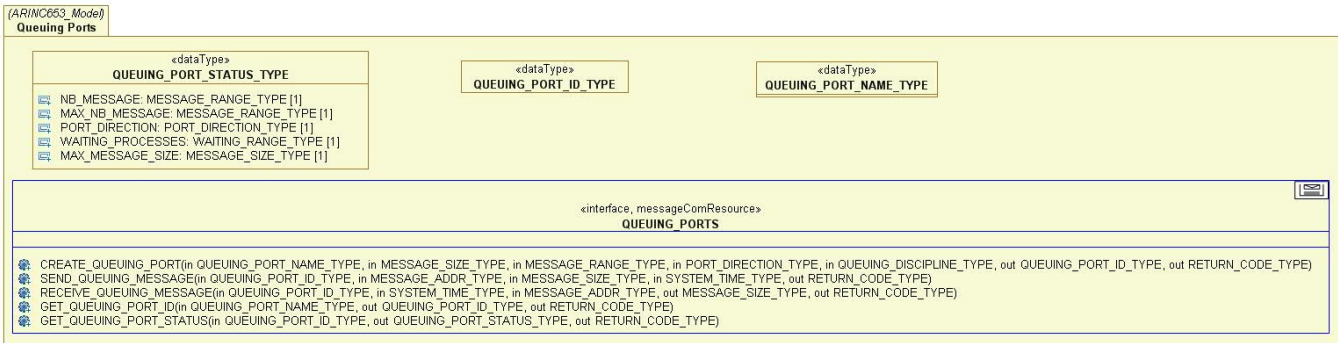 (ARINC653_Model)
Queuing Ports
«dataType»
QUEUING_PORT_STATUS_TYPE
NB_MESSAGE: MESSAGE_RANGE_TYPE [1]
MAX_NB_MESSAGE: MESSAGE_RANGE_TYPE [1]
PORT_DIRECTION: PORT_DIRECTION_TYPE [1]
WAITING_PROCESSES: WAITING_RANGE_TYPE [1]
MAX_MESSAGE_SIZE: MESSAGE_SIZE_TYPE [1]
«dataType»
QUEUING_PORT_ID_TYPE
«dataType»
QUEUING_PORT_NAME_TYPE
«interface, messageComResource»
QUEUING_PORTS
CREATE_QUEUING_PORT(in QUEUING_PORT_NAME_TYPE, in MESSAGE_SIZE_TYPE, in MESSAGE_RANGE_TYPE, in PORT_DIRECTION_TYPE, in QUEUING_DISCIPLINE_TYPE, out QUEUING_PORT_ID_TYPE, out RETURN_CODE_TYPE)
SEND_QUEUING_MESSAGE(in QUEUING_PORT_ID_TYPE, in MESSAGE_ADDR_TYPE, in MESSAGE_SIZE_TYPE, in SYSTEM_TIME_TYPE, out RETURN_CODE_TYPE)
RECEIVE_QUEUING_MESSAGE(in QUEUING_PORT_ID_TYPE, in SYSTEM_TIME_TYPE, in MESSAGE_ADDR_TYPE, out MESSAGE_SIZE_TYPE, out RETURN_CODE_TYPE)
GET_QUEUING_PORT_ID(in QUEUING_PORT_NAME_TYPE, out QUEUING_PORT_ID_TYPE, out RETURN_CODE_TYPE)
GET_QUEUING_PORT_STATUS(in QUEUING_PORT_ID_TYPE, out QUEUING_PORT_STATUS_TYPE, out RETURN_CODE_TYPE)